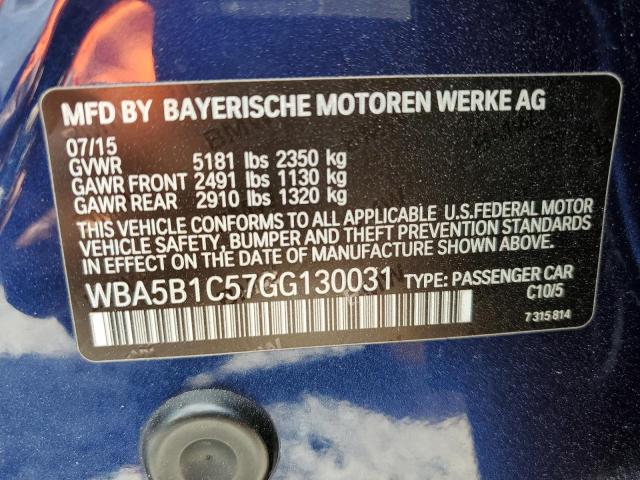 MFD BY BAYERISCHE MOTOREN WERKE AG
07/15
GVWR 5181 lbs 2350 kg
GAWR FRONT 2491 lbs 1130 kg
GAWR REAR 2910 lbs 1320 kg
THIS VEHICLE CONFORMS TO ALL APPLICABLE U.S.FEDERAL MOTOR
VEHICLE SAFETY, BUMPER AND THEFT PREVENTION STANDARDS
IN EFFECT ON THE DATE OF MANUFACTURE SHOWN ABOVE.
WBA5B1C57GG130031 TYPE: PASSENGER CAR
C10/5
7 315 814